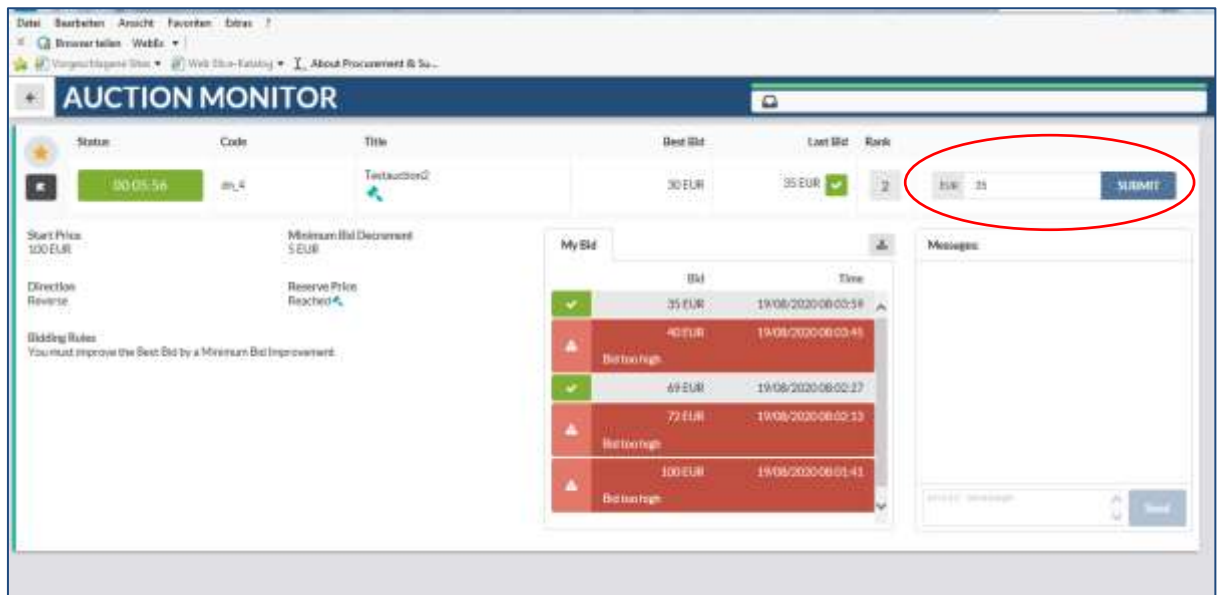 Datei Bearbeiten Ansicht Favoriten Extras ?
Browser teilen WebEx
Vorgeschlagene Sites Web Slice-Katalog About Procurement & Su...
AUCTION MONITOR
Status Code Title Best Bid Last Bid Rank
00:05:56 Testauction2 30 EUR 35 EUR 2 EUR SUBMIT
Start Price Minimum Bid Decrement
100 EUR 5 EUR
Direction Reserve Price
Reverse Reached
Bidding Rules
You must improve the Best Bid by a Minimum Bid Improvement.
My Bid
Bid Time
35 EUR 19/08/2020 08:03:59
40 EUR 19/08/2020 08:03:45
Bid too high
69 EUR 19/08/2020 08:02:27
72 EUR 19/08/2020 08:02:13
Bid too high
100 EUR 19/08/2020 08:01:41
Bid too high
Messages
Send